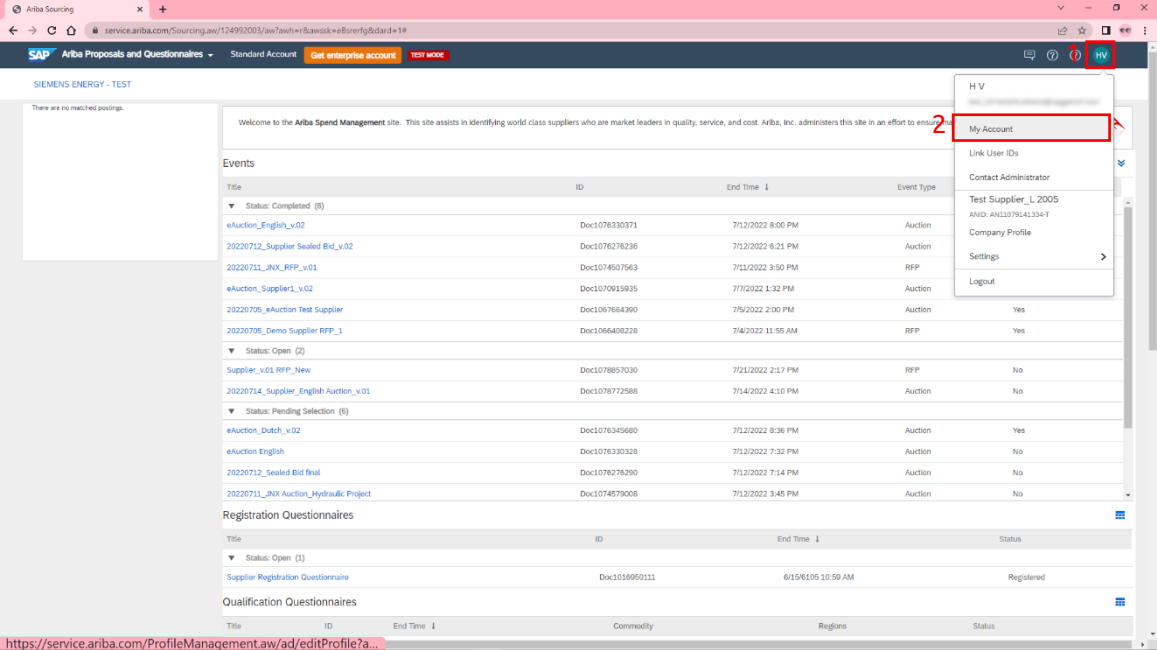 Ariba Sourcing
service.ariba.com/Sourcing.aw/124992003/aw?awh=r&awssk=e8srerfg&dard=1#
SAP Ariba Proposals and Questionnaires Standard Account Get enterprise account TEST MODE
1 HV
SIEMENS ENERGY - TEST
There are no matched postings.
H V
Welcome to the Ariba Spend Management site. This site assists in identifying world class suppliers who are market leaders in quality, service, and cost. Ariba, Inc. administers this site in an effort to ensure
2 My Account
Link User IDs
Contact Administrator
Test Supplier_L 2005
ANID: AN11079141334-T
Company Profile
Settings
Logout
Events
Title ID End Time ↓ Event Type
Status: Completed (6)
eAuction_English_v.02 Doc1076330371 7/12/2022 8:00 PM Auction
20220712_Supplier Sealed Bid_v.02 Doc1076276236 7/12/2022 6:21 PM Auction
20220711_JNX_RFP_v.01 Doc1074507563 7/11/2022 3:50 PM RFP
eAuction_Supplier1_v.02 Doc1070915935 7/7/2022 1:32 PM Auction
20220705_eAuction Test Supplier Doc1067664390 7/5/2022 2:00 PM Auction Yes
20220705_Demo Supplier RFP_1 Doc1066408228 7/4/2022 11:55 AM RFP Yes
Status: Open (2)
Supplier_v.01 RFP_New Doc1078857030 7/21/2022 2:17 PM RFP No
20220714_Supplier_English Auction_v.01 Doc1078772588 7/14/2022 4:10 PM Auction No
Status: Pending Selection (6)
eAuction_Dutch_v.02 Doc1076345680 7/12/2022 8:36 PM Auction Yes
eAuction English Doc1076330328 7/12/2022 7:32 PM Auction No
20220712_Sealed Bid final Doc1076276290 7/12/2022 7:14 PM Auction No
20220711_JNX Auction_Hydraulic Project Doc1074579008 7/12/2022 3:45 PM Auction No
Registration Questionnaires
Title ID End Time ↓ Status
Status: Open (1)
Supplier Registration Questionnaire Doc1016950111 6/15/6105 10:59 AM Registered
Qualification Questionnaires
Title ID End Time ↓ Commodity Regions Status
https://service.ariba.com/ProfileManagement.aw/ad/editProfile?a...